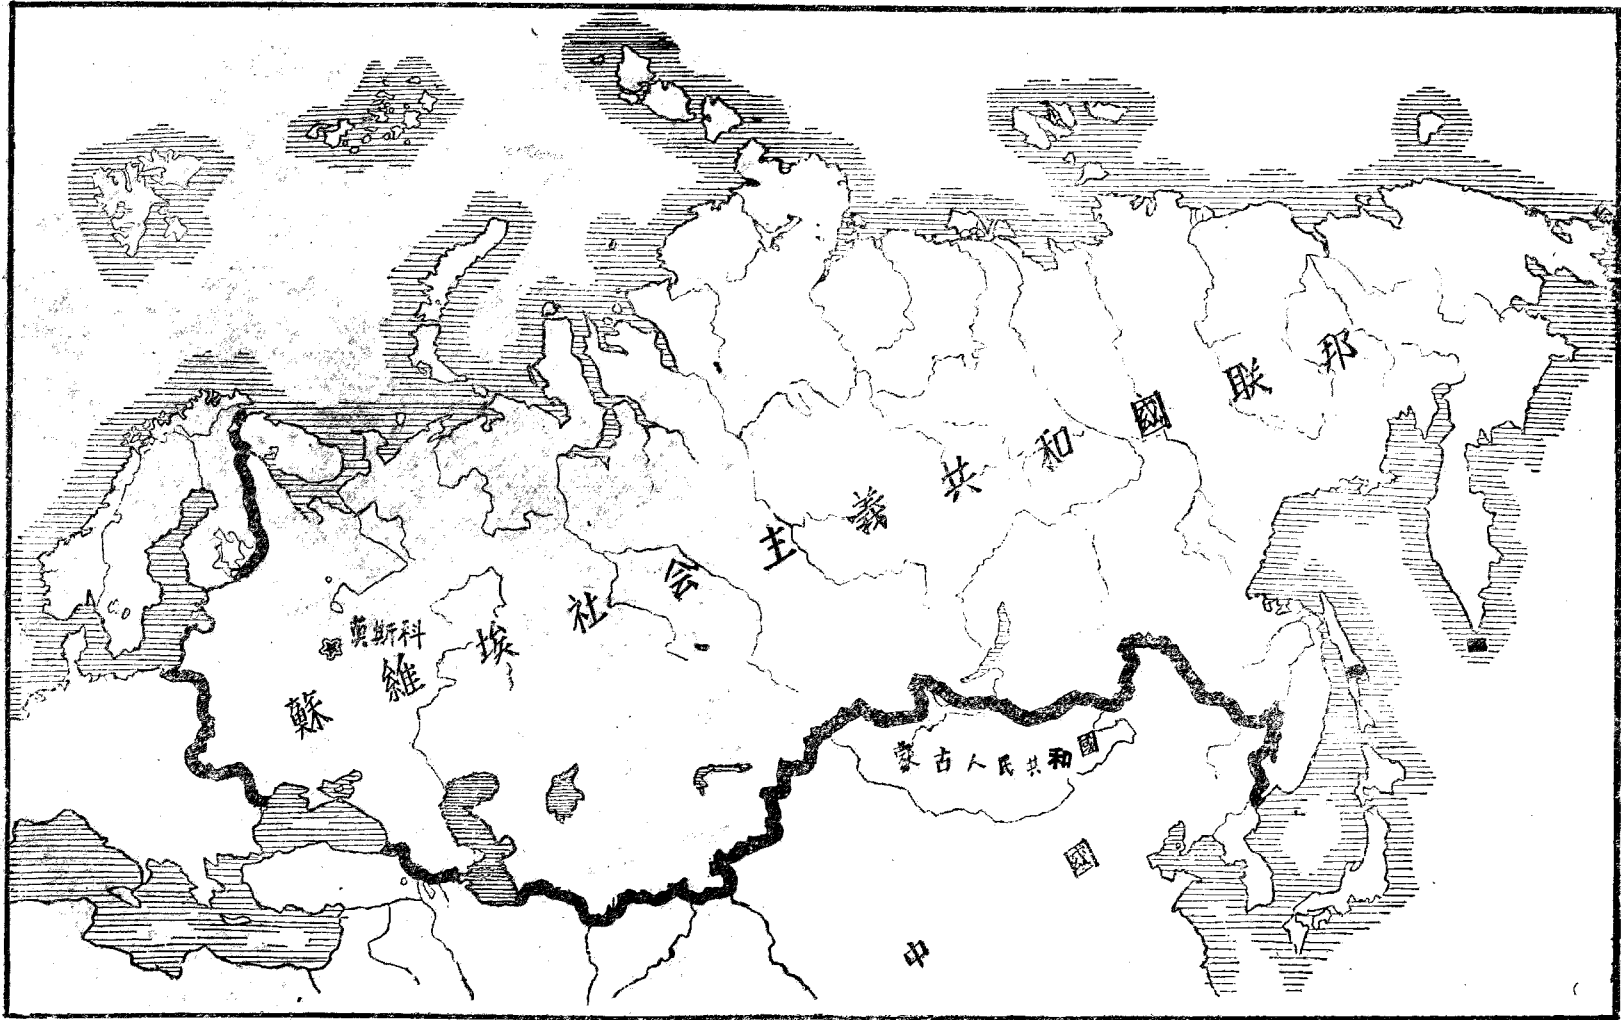 蘇維埃社会主義共和國联邦
莫斯科
蒙古人民共和國
中國